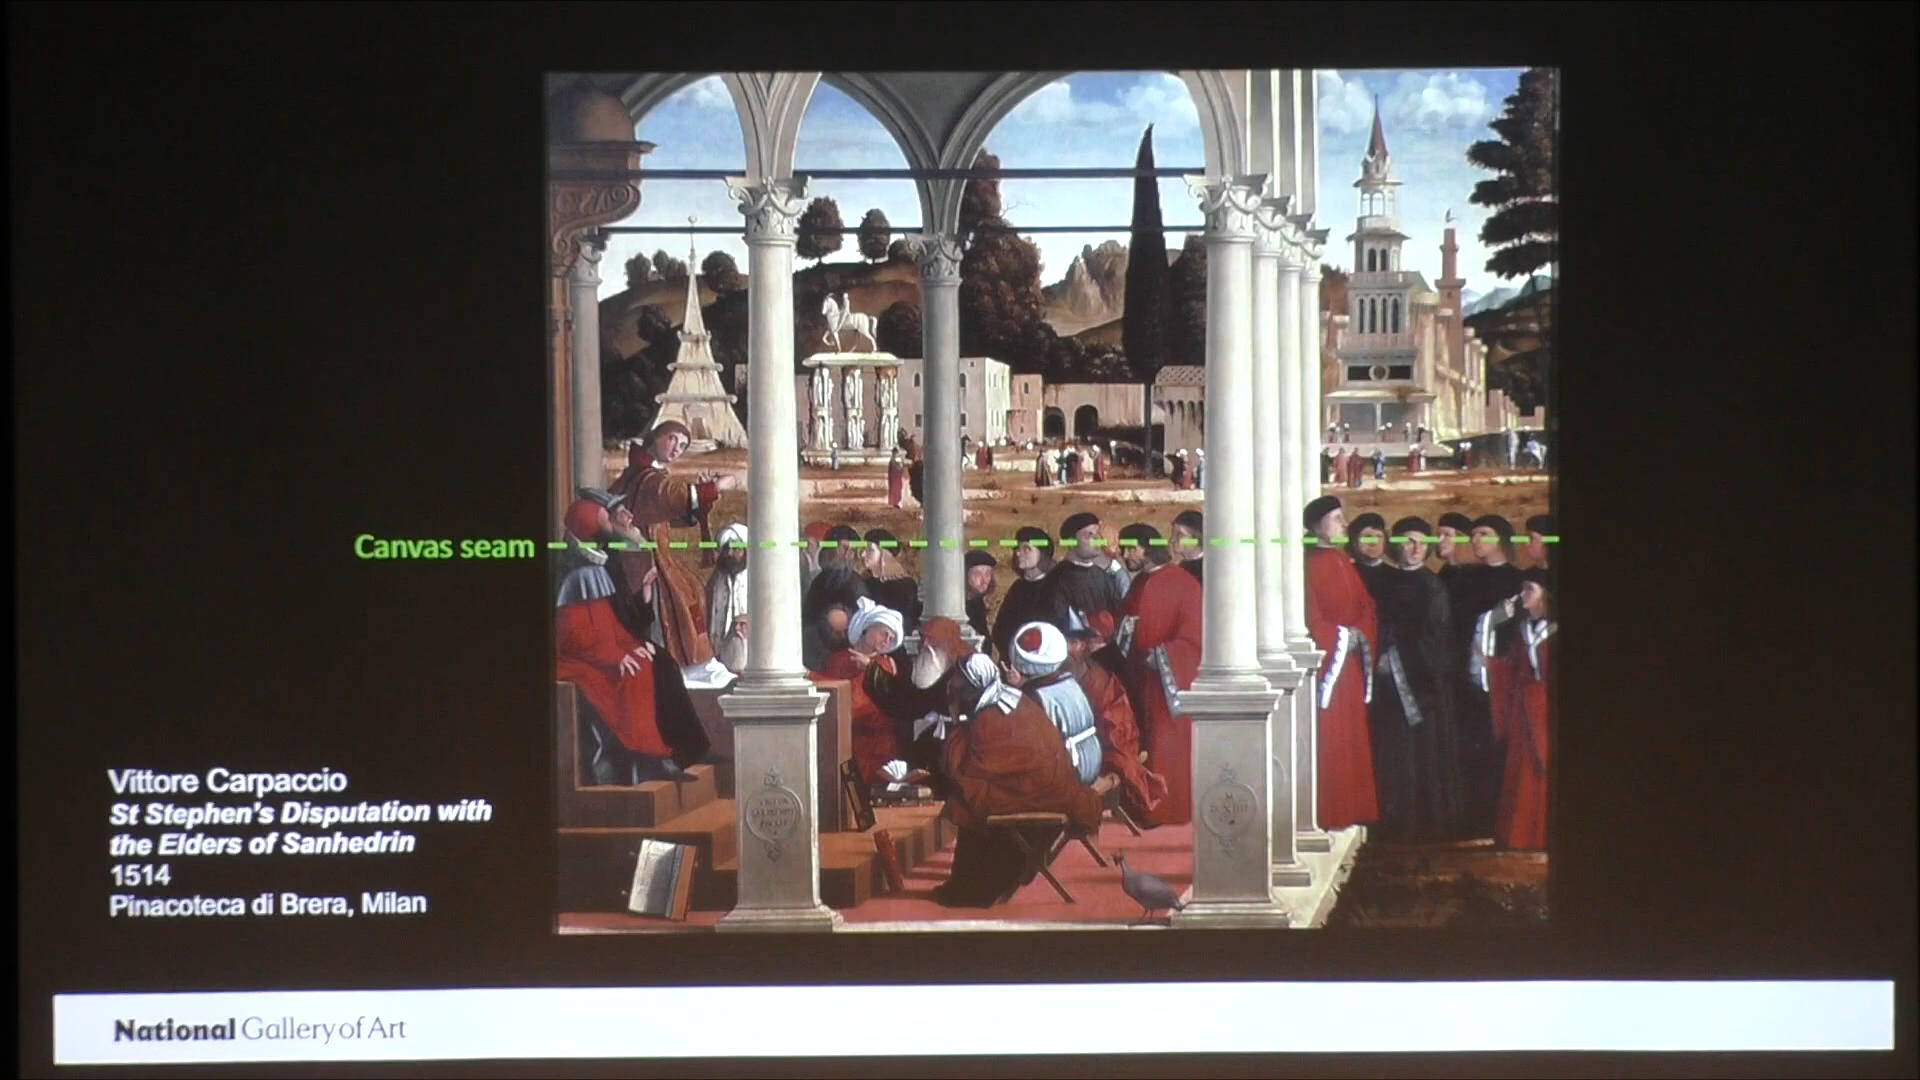 Canvas seam
Vittore Carpaccio
St Stephen's Disputation with
the Elders of Sanhedrin
1514
Pinacoteca di Brera, Milan
National Gallery of Art